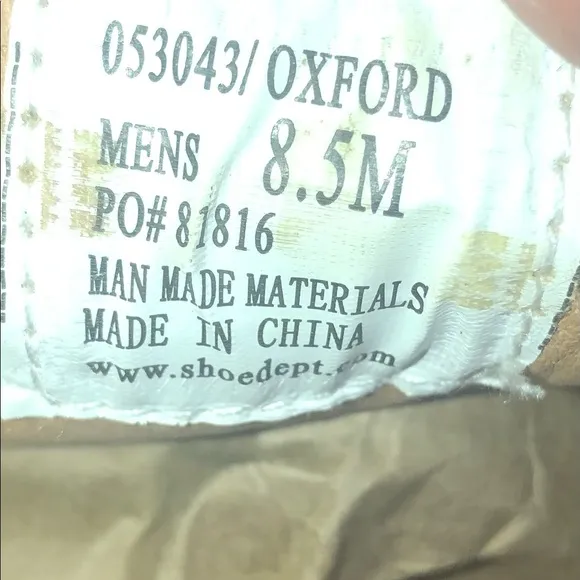 053043/ OXFORD
MENS 8.5M
PO# 81816
MAN MADE MATERIALS
MADE IN CHINA
www.shoedept.com